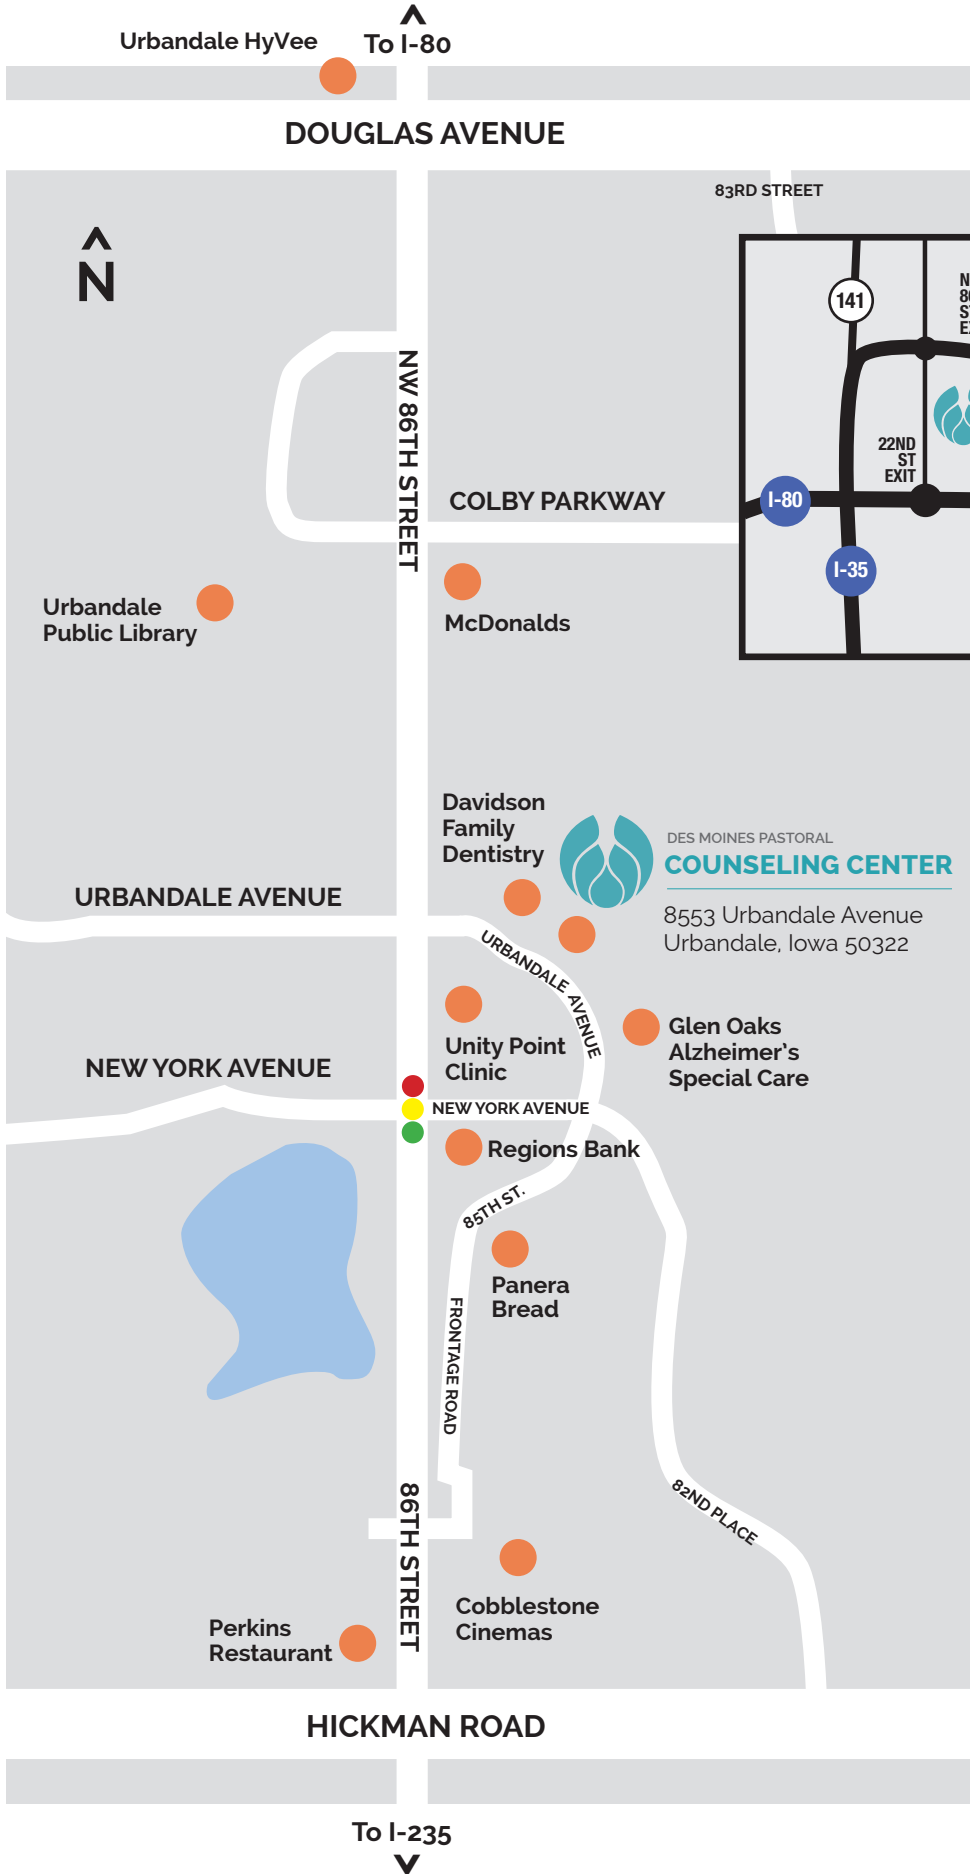 Urbandale HyVee
To I-80
DOUGLAS AVENUE
83RD STREET
N
141
22ND
ST
EXIT
I-80
I-35
NW 86TH STREET
COLBY PARKWAY
Urbandale
Public Library
McDonalds
Davidson
Family
Dentistry
DES MOINES PASTORAL
COUNSELING CENTER
8553 Urbandale Avenue
Urbandale, Iowa 50322
URBANDALE AVENUE
URBANDALE AVENUE
Unity Point
Clinic
Glen Oaks
Alzheimer's
Special Care
NEW YORK AVENUE
NEW YORK AVENUE
Regions Bank
85TH ST.
Panera
Bread
FRONTAGE ROAD
86TH STREET
82ND PLACE
Cobblestone
Cinemas
Perkins
Restaurant
HICKMAN ROAD
To I-235